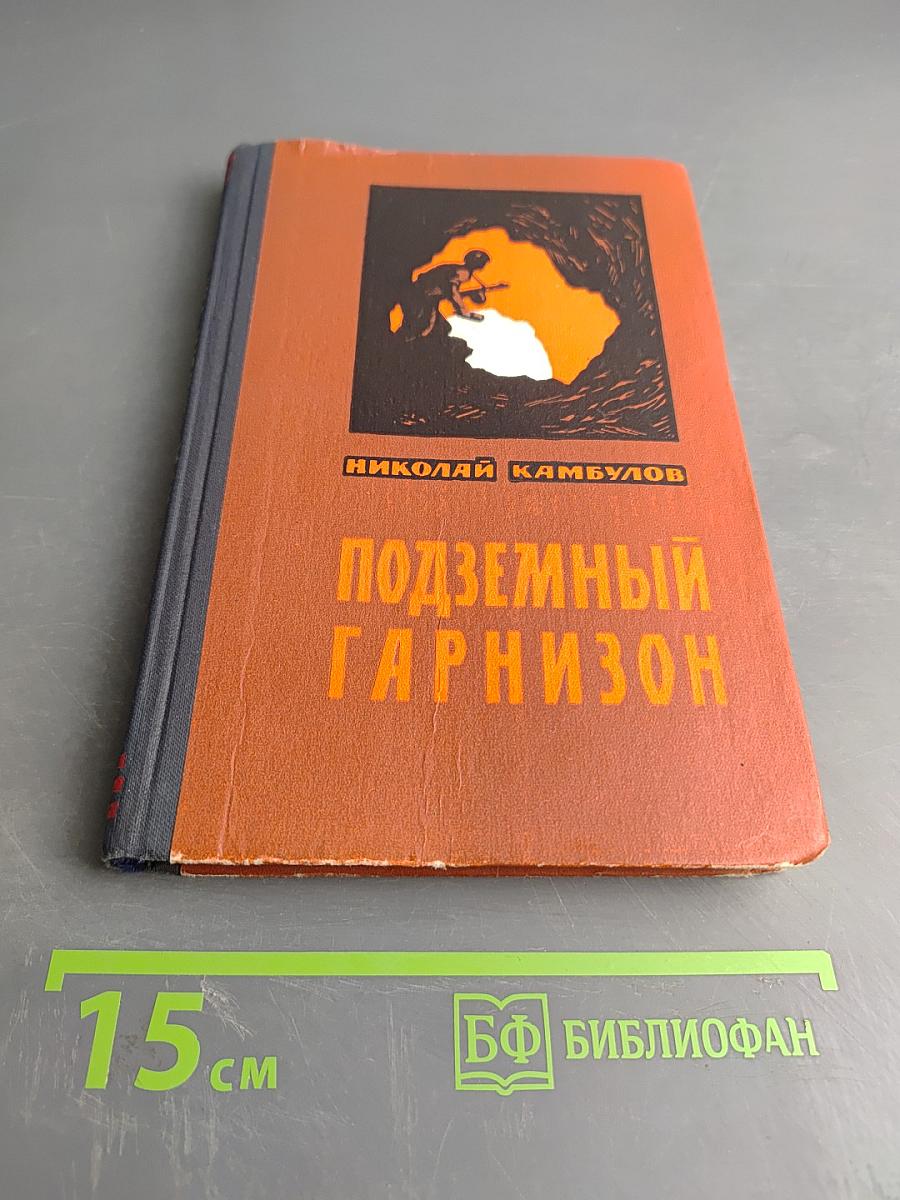 НИКОЛАЙ КАМБУЛОВ
ПОДЗЕМНЫЙ
ГАРНИЗОН
15 см
БФ БИБЛИОФАН